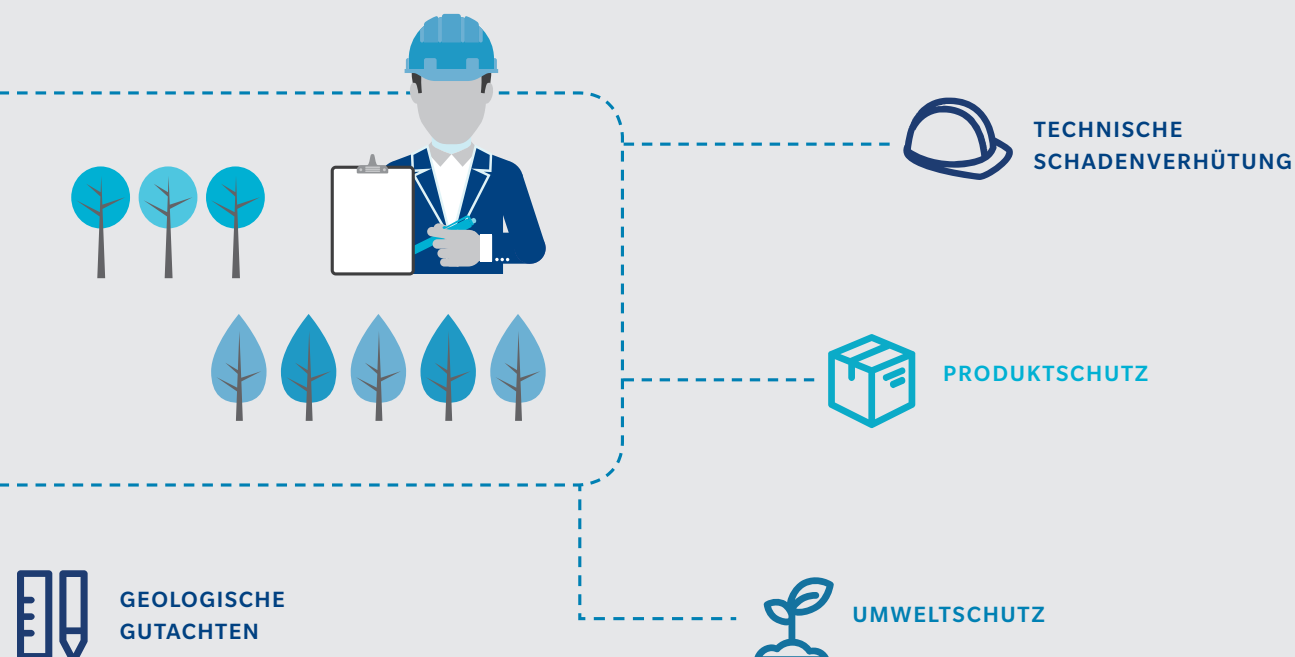 TECHNISCHE
SCHADENVERHÜTUNG
PRODUKTSCHUTZ
GEOLOGISCHE
GUTACHTEN
UMWELTSCHUTZ